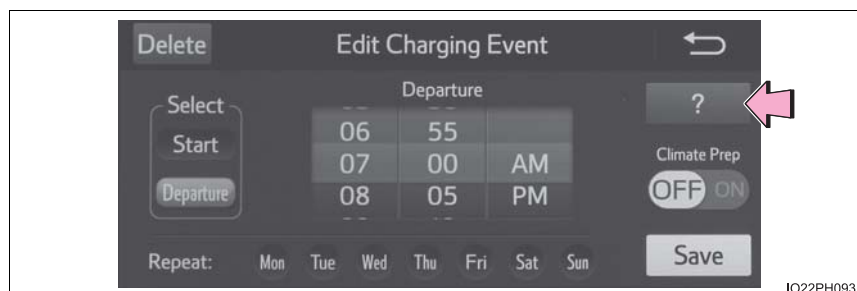 Delete Edit Charging Event
Departure
?
Select
Start
Departure
06 55
07 00 AM
08 05 PM
Climate Prep
OFF ON
Repeat: Mon Tue Wed Thu Fri Sat Sun
Save
IO22PH093